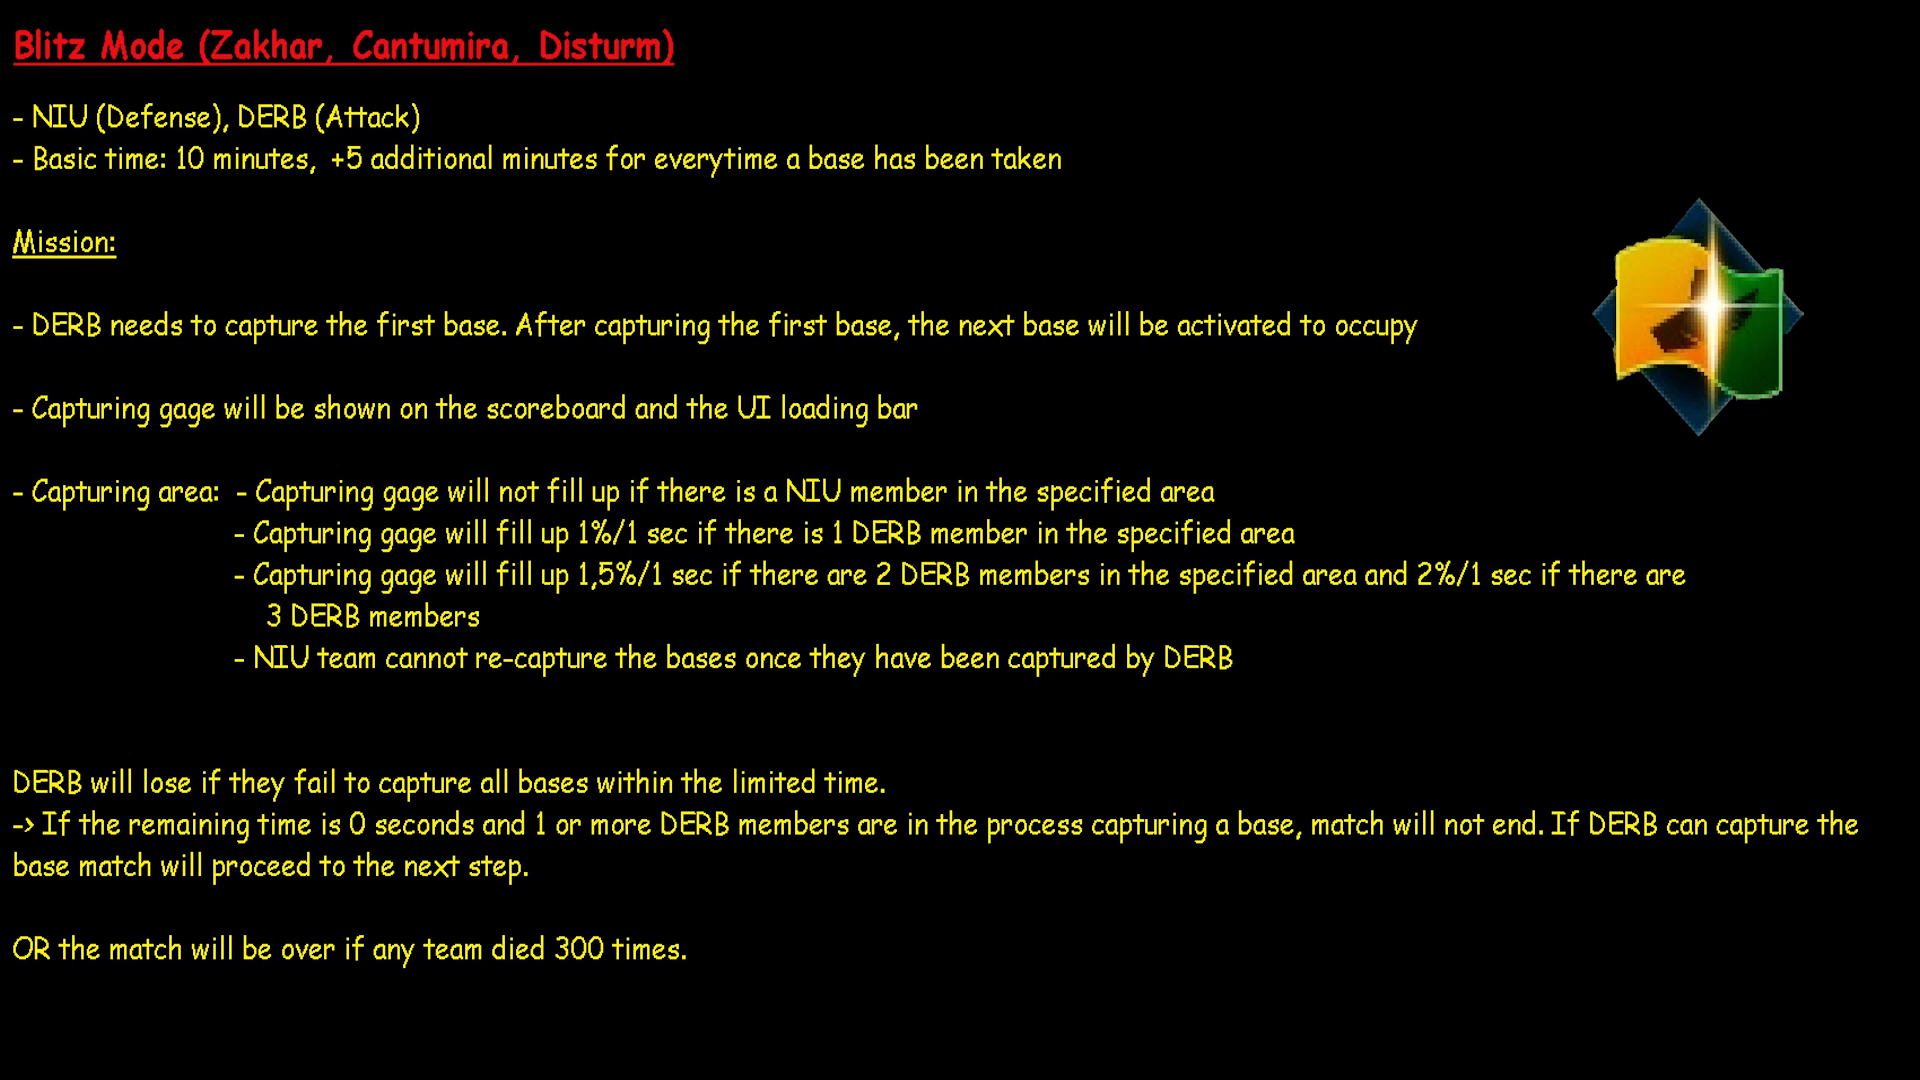 Blitz Mode (Zakhar, Cantumira, Disturm)
- NIU (Defense), DERB (Attack)
- Basic time: 10 minutes, +5 additional minutes for everytime a base has been taken
Mission:
- DERB needs to capture the first base. After capturing the first base, the next base will be activated to occupy
- Capturing gage will be shown on the scoreboard and the UI loading bar
- Capturing area: - Capturing gage will not fill up if there is a NIU member in the specified area
- Capturing gage will fill up 1%/1 sec if there is 1 DERB member in the specified area
- Capturing gage will fill up 1,5%/1 sec if there are 2 DERB members in the specified area and 2%/1 sec if there are
3 DERB members
- NIU team cannot re-capture the bases once they have been captured by DERB
DERB will lose if they fail to capture all bases within the limited time.
-> If the remaining time is 0 seconds and 1 or more DERB members are in the process capturing a base, match will not end. If DERB can capture the
base match will proceed to the next step.
OR the match will be over if any team died 300 times.